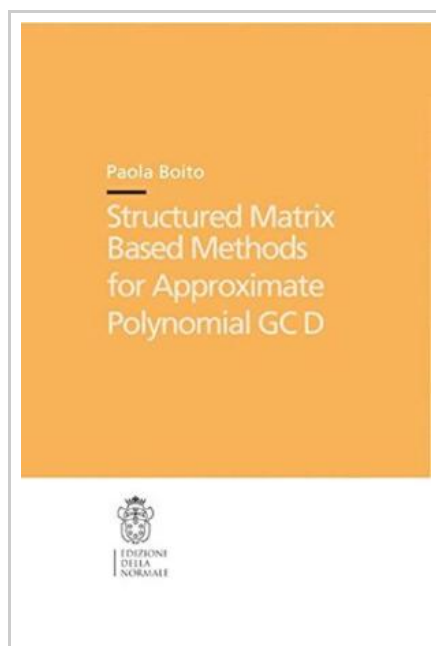 Paola Boito
Structured Matrix
Based Methods
for Approximate
Polynomial GC D
EDIZIONI
DELLA
NORMALE